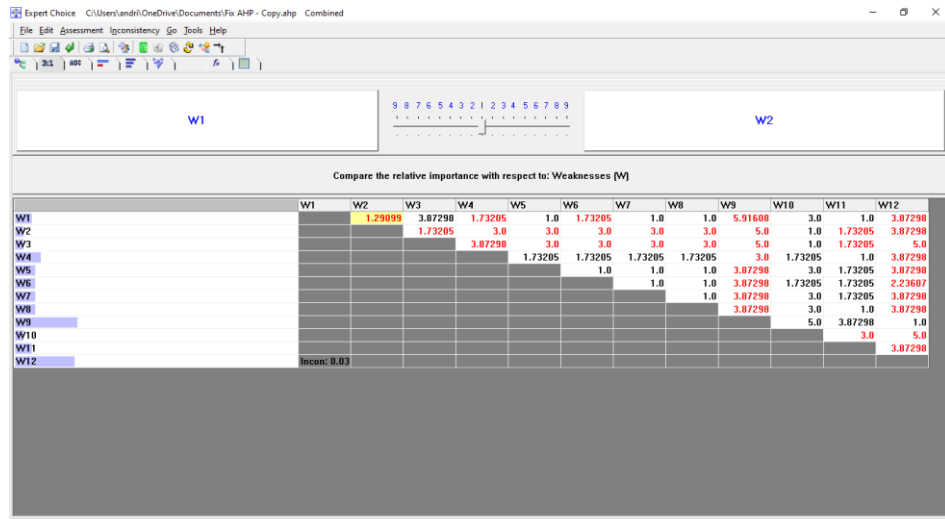 Expert Choice C:\Users\andri\OneDrive\Documents\Fix AHP - Copy.ahp Combined
File Edit Assessment Inconsistency Go Tools Help
3:1 ABC
W1 9 8 7 6 5 4 3 2 1 2 3 4 5 6 7 8 9 W2
Compare the relative importance with respect to: Weaknesses (W)
W1 W2 W3 W4 W5 W6 W7 W8 W9 W10 W11 W12
W1 1.29099 3.87298 1.73205 1.0 1.73205 1.0 1.0 5.91608 3.0 1.0 3.87298
W2 1.73205 3.0 3.0 3.0 3.0 3.0 5.0 1.0 1.73205 3.87298
W3 3.87298 3.0 3.0 3.0 3.0 5.0 1.0 1.73205 5.0
W4 1.73205 1.73205 1.73205 1.73205 3.0 1.73205 1.0 3.87298
W5 1.0 1.0 1.0 3.87298 3.0 1.73205 3.87298
W6 1.0 1.0 3.87298 1.73205 1.73205 2.23607
W7 1.0 3.87298 3.0 1.73205 3.87298
W8 3.87298 3.0 1.0 3.87298
W9 5.0 3.87298 1.0
W10 3.0 5.0
W11 3.87298
W12 Incon: 0.03